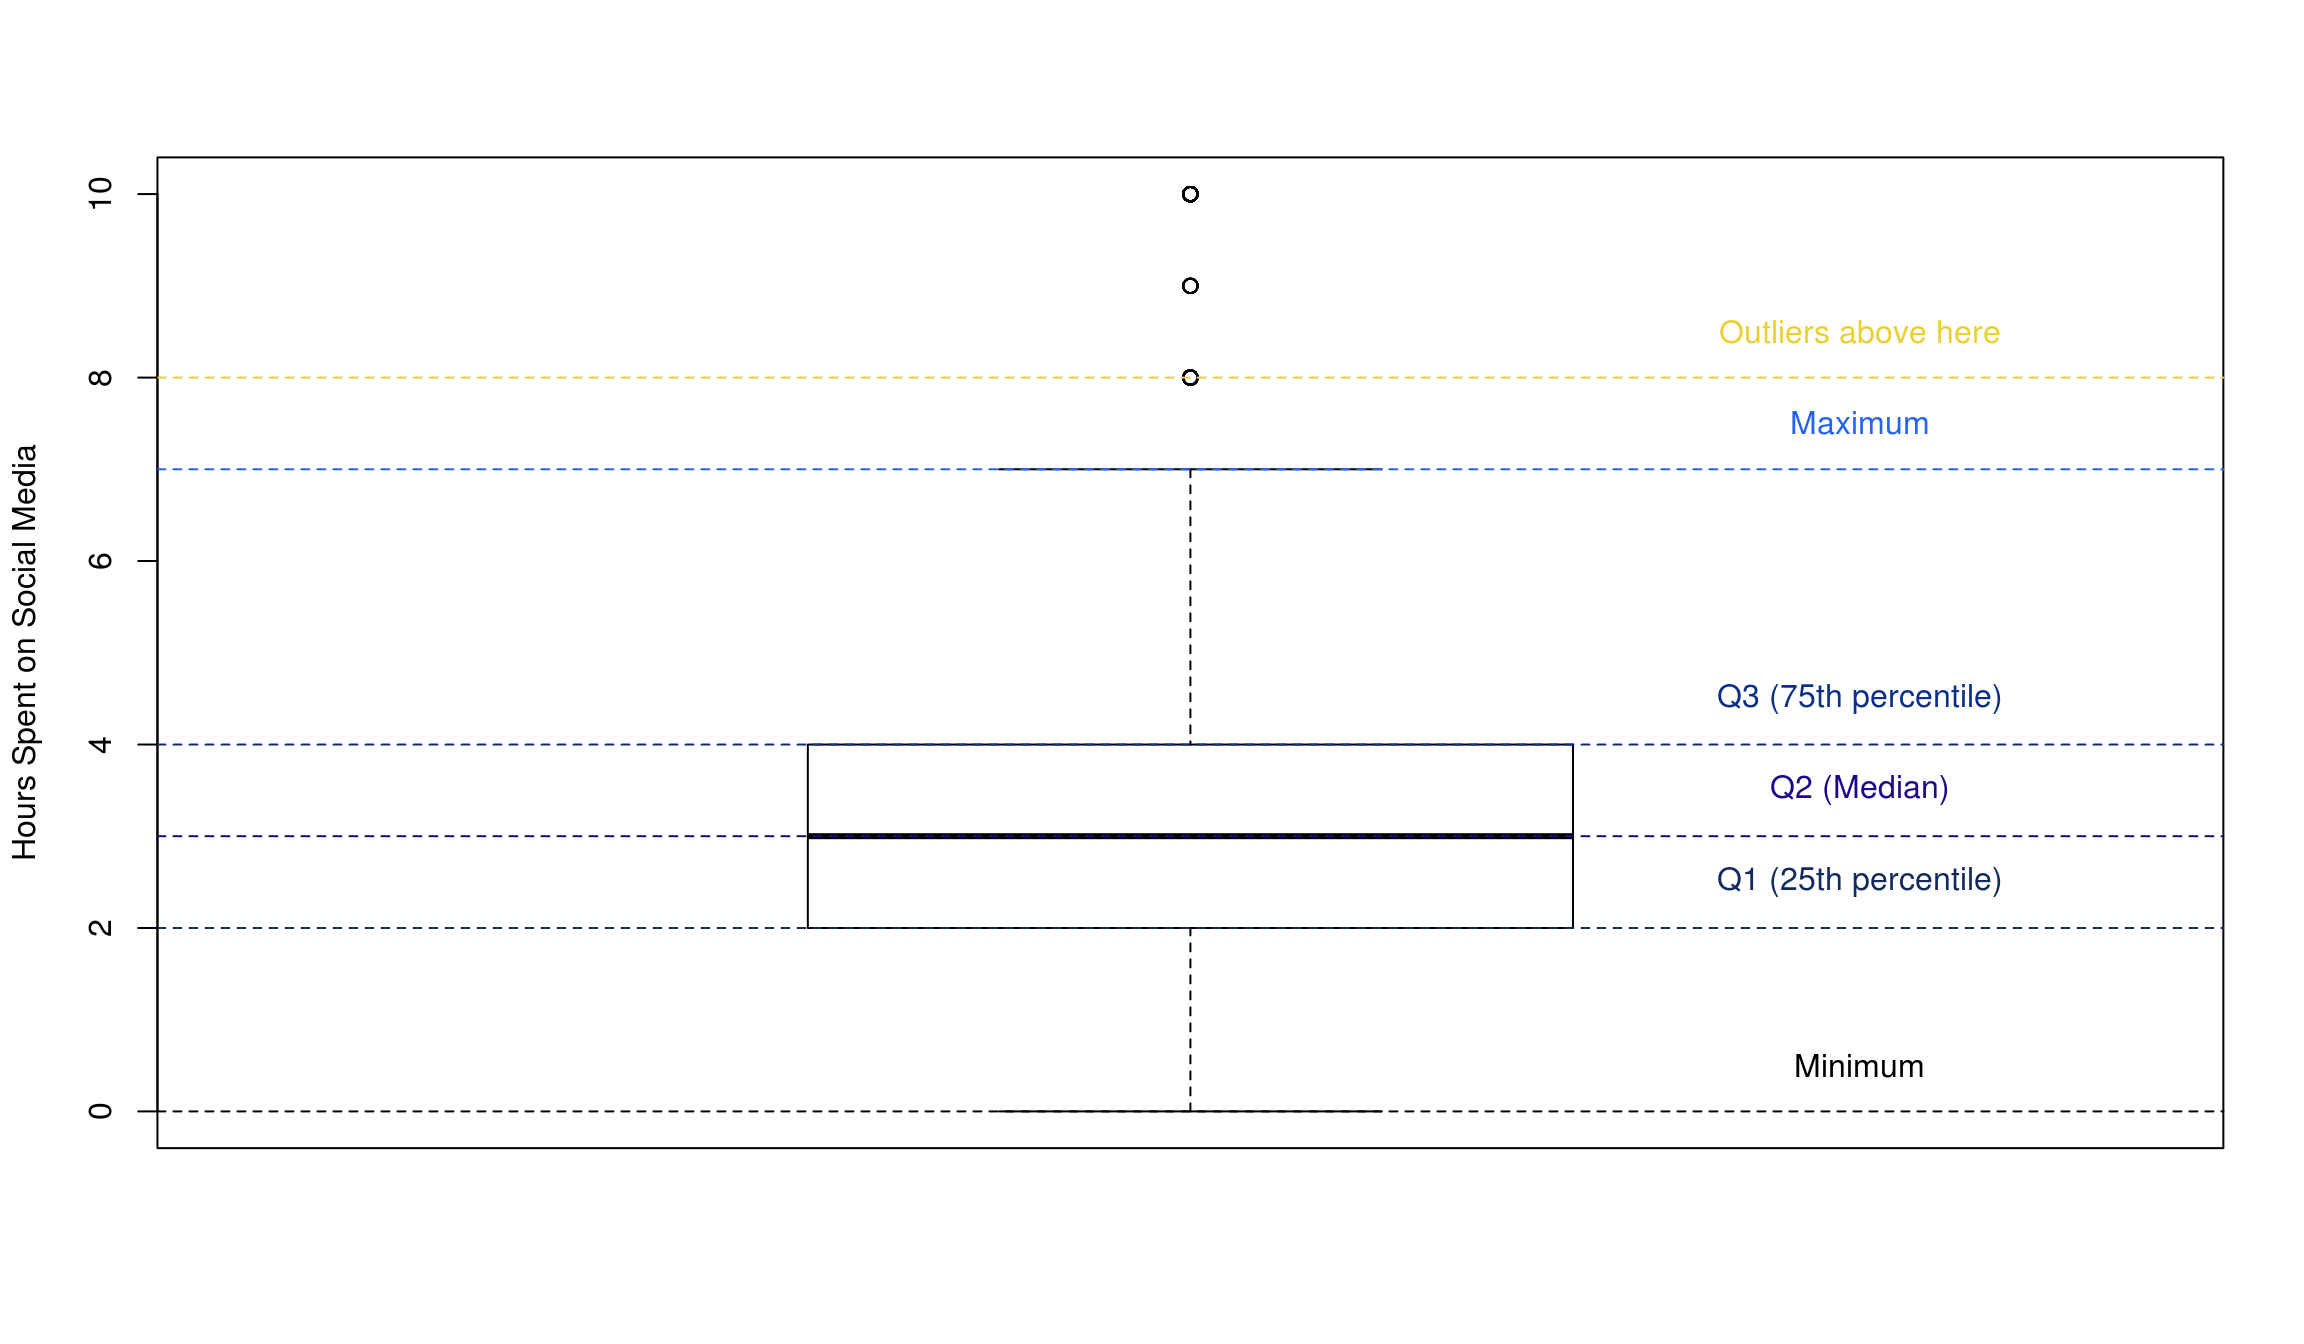 Hours Spent on Social Media
10
8
6
4
2
0
Outliers above here
Maximum
Q3 (75th percentile)
Q2 (Median)
Q1 (25th percentile)
Minimum